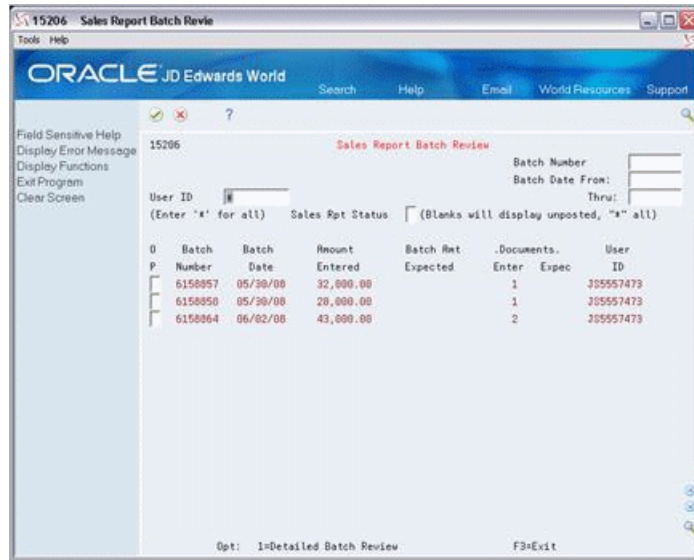 15206 Sales Report Batch Revie
Tools Help
ORACLE JD Edwards World
Search Help Email World Resources Support
Field Sensitive Help
Display Error Message
Display Functions
Exit Program
Clear Screen
?
15206 Sales Report Batch Review
Batch Number
Batch Date From:
User ID * Thru:
(Enter '*' for all) Sales Rpt Status (Blanks will display unposted, "*" all)
O Batch Batch Amount Batch Amt .Documents. User
P Number Date Entered Expected Enter Expec ID
6158857 05/30/08 32,000.00 1 JS5557473
6158858 05/30/08 28,000.00 1 JS5557473
6158864 06/02/08 43,000.00 2 JS5557473
Opt: 1=Detailed Batch Review F3=Exit